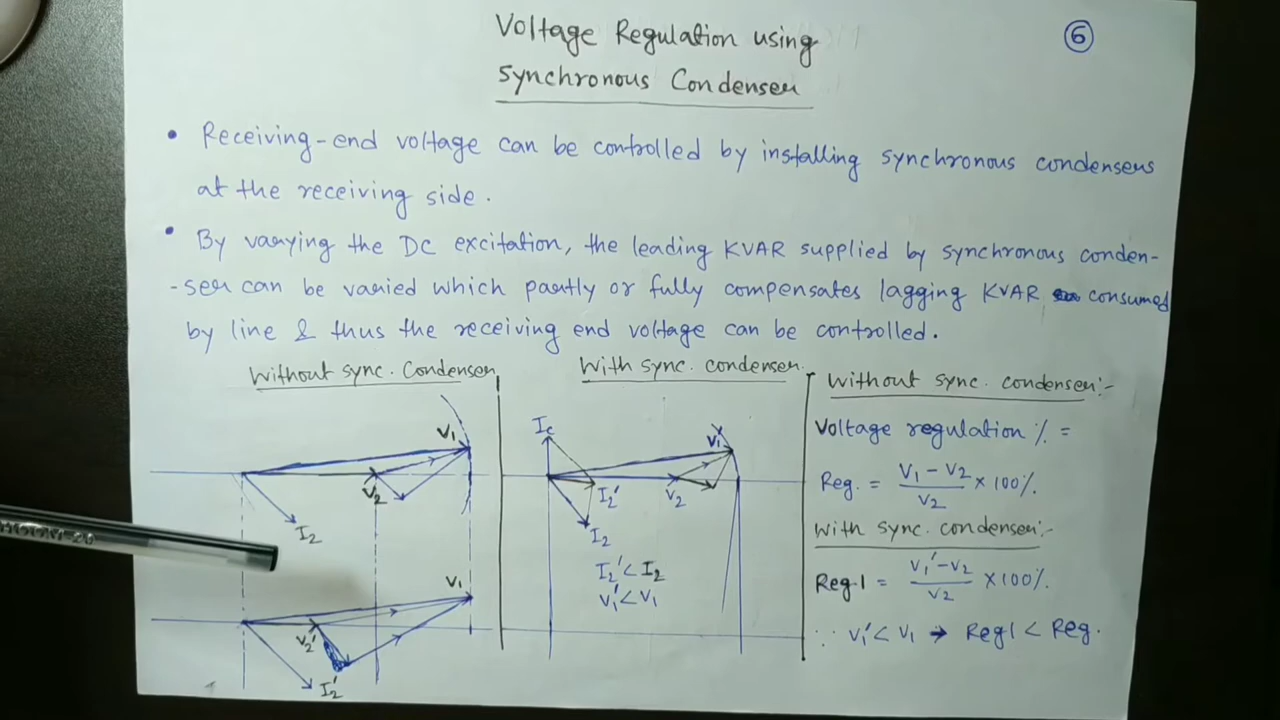 Voltage Regulation using
Synchronous Condenser
6
• Receiving-end voltage can be controlled by installing synchronous condensers
at the receiving side.
• By varying the DC excitation, the leading KVAR supplied by synchronous conden-
-ser can be varied which partly or fully compensates lagging KVAR consumed
by line & thus the receiving end voltage can be controlled.
Without sync. Condenser
V1
V2
I2
V1
V2'
I2'
With sync. condenser.
Ic
V1'
I2'
V2
I2
I2' < I2
V1' < V1
Without sync. condenser:-
Voltage regulation % =
Reg. = V1 - V2 / V2 × 100%.
With sync. condenser:-
Reg1 = V1' - V2 / V2 × 100%.
∵ V1' < V1 → Reg1 < Reg.